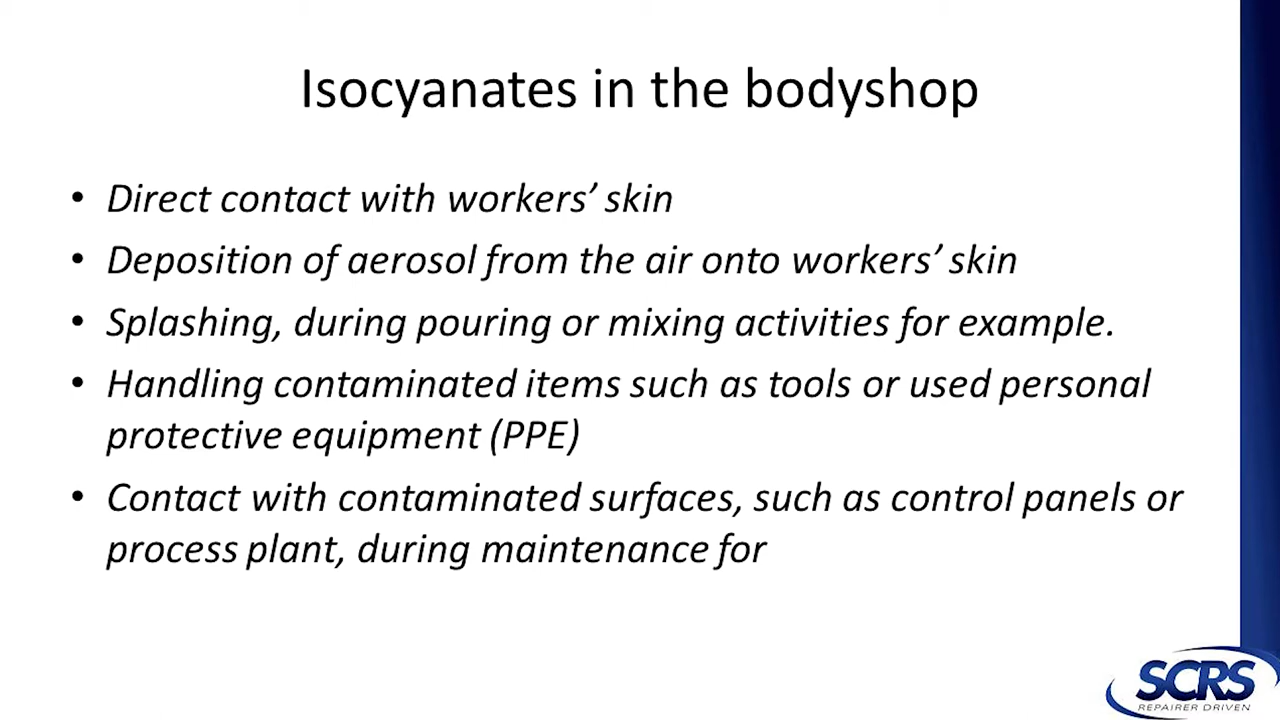 Isocyanates in the bodyshop
• Direct contact with workers’ skin
• Deposition of aerosol from the air onto workers’ skin
• Splashing, during pouring or mixing activities for example.
• Handling contaminated items such as tools or used personal
protective equipment (PPE)
• Contact with contaminated surfaces, such as control panels or
process plant, during maintenance for
SCRS
REPAIRER DRIVEN